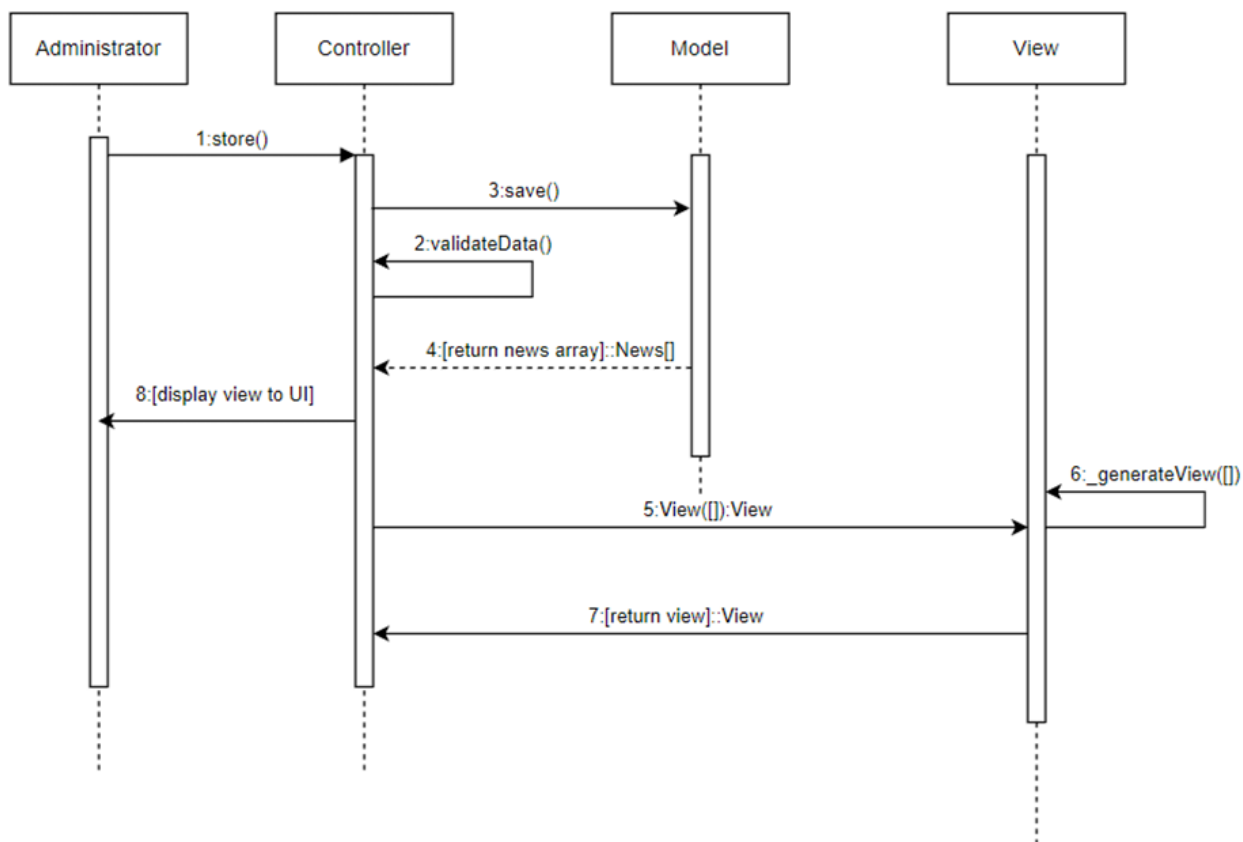 Administrator
Controller
Model
View
1:store()
3:save()
2:validateData()
4:[return news array]::News[]
8:[display view to UI]
6:_generateView([])
5:View([]):View
7:[return view]::View